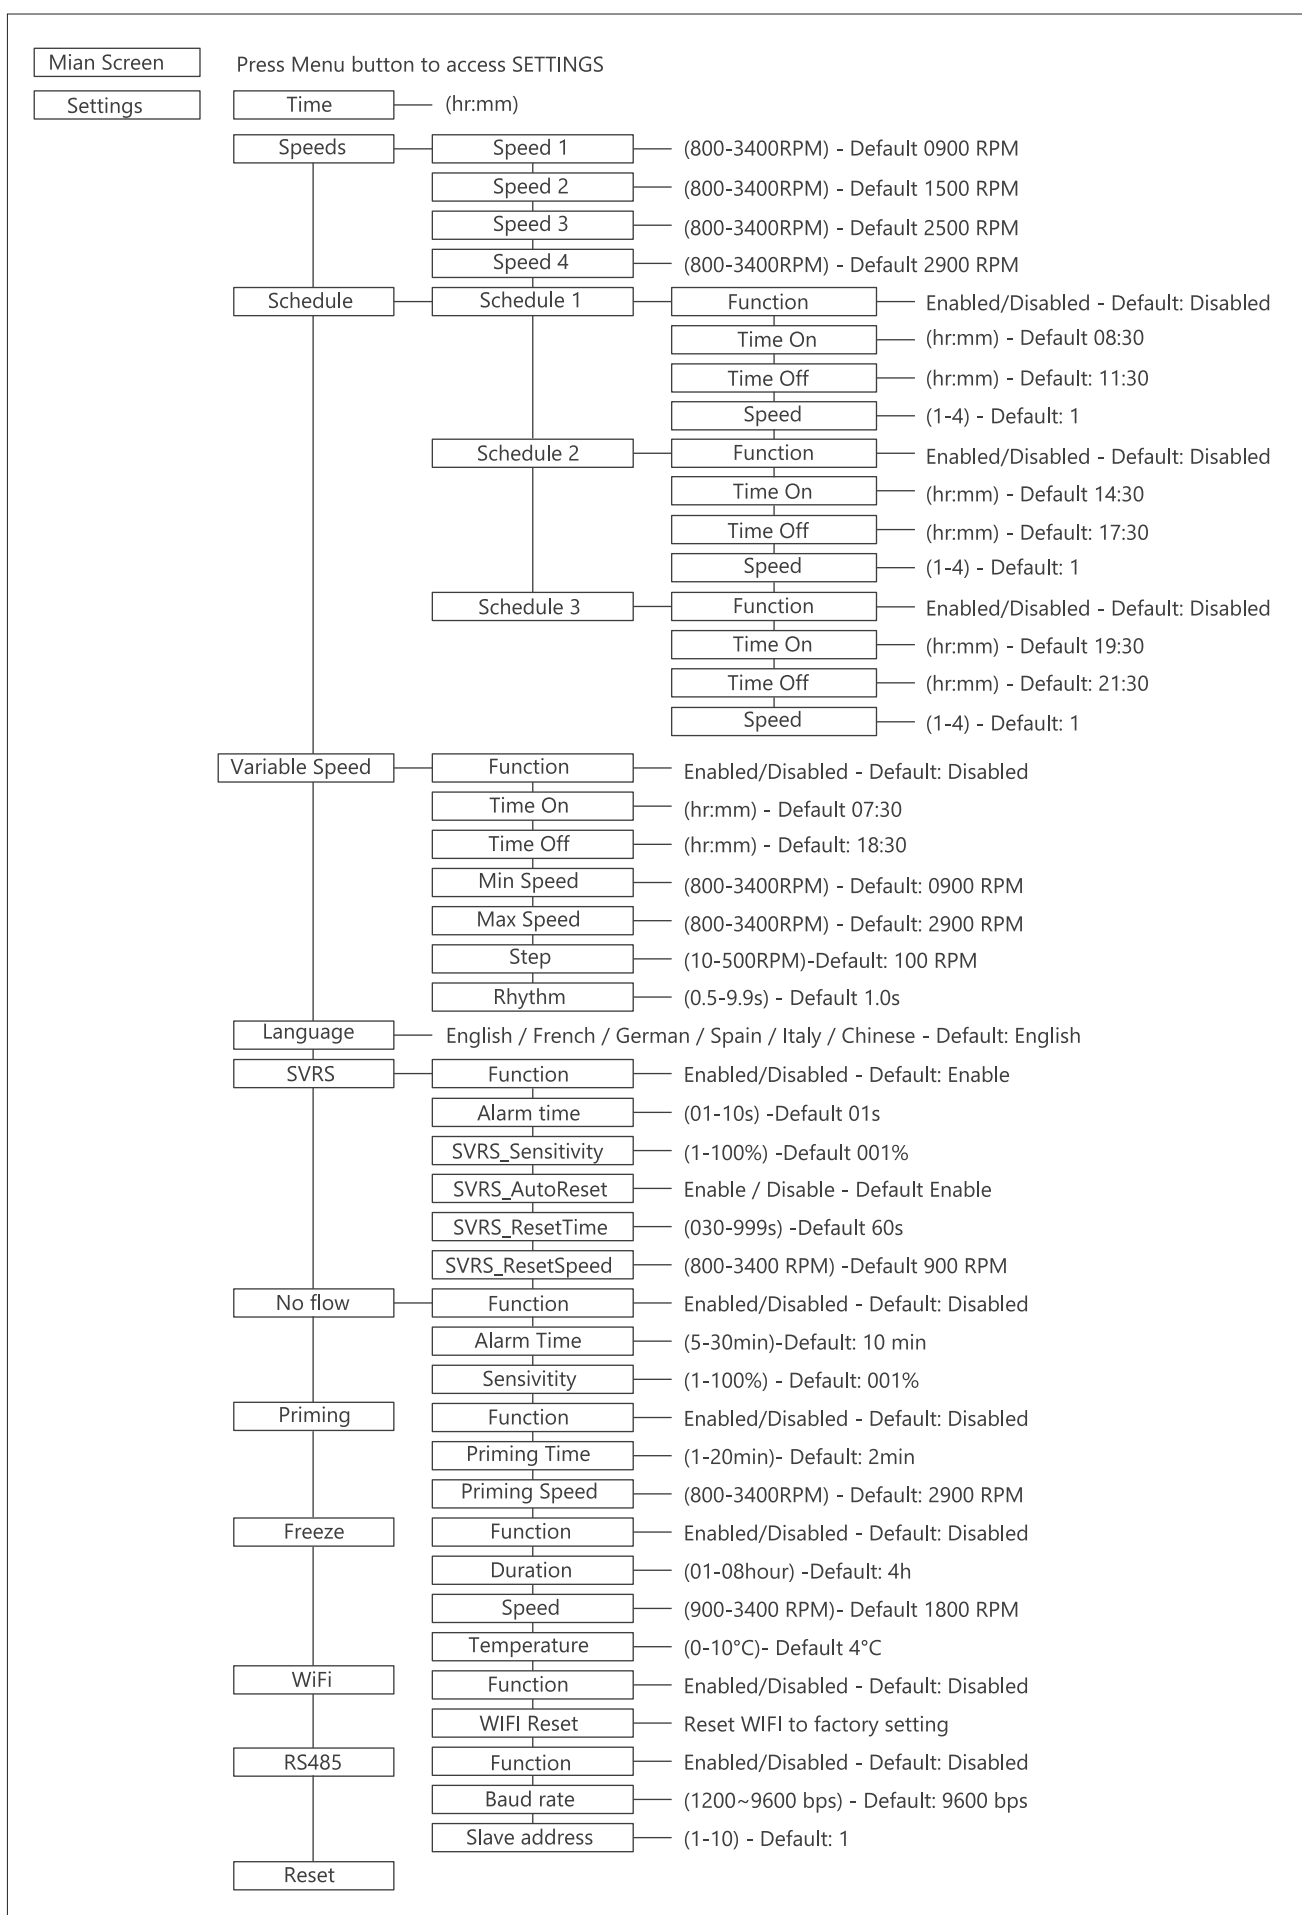 Mian Screen Press Menu button to access SETTINGS
Settings Time (hr:mm)
Speeds Speed 1 (800-3400RPM) - Default 0900 RPM
Speed 2 (800-3400RPM) - Default 1500 RPM
Speed 3 (800-3400RPM) - Default 2500 RPM
Speed 4 (800-3400RPM) - Default 2900 RPM
Schedule Schedule 1 Function Enabled/Disabled - Default: Disabled
Time On (hr:mm) - Default 08:30
Time Off (hr:mm) - Default: 11:30
Speed (1-4) - Default: 1
Schedule 2 Function Enabled/Disabled - Default: Disabled
Time On (hr:mm) - Default 14:30
Time Off (hr:mm) - Default: 17:30
Speed (1-4) - Default: 1
Schedule 3 Function Enabled/Disabled - Default: Disabled
Time On (hr:mm) - Default 19:30
Time Off (hr:mm) - Default: 21:30
Speed (1-4) - Default: 1
Variable Speed Function Enabled/Disabled - Default: Disabled
Time On (hr:mm) - Default 07:30
Time Off (hr:mm) - Default: 18:30
Min Speed (800-3400RPM) - Default: 0900 RPM
Max Speed (800-3400RPM) - Default: 2900 RPM
Step (10-500RPM)-Default: 100 RPM
Rhythm (0.5-9.9s) - Default 1.0s
Language English / French / German / Spain / Italy / Chinese - Default: English
SVRS Function Enabled/Disabled - Default: Enable
Alarm time (01-10s) -Default 01s
SVRS_Sensitivity (1-100%) -Default 001%
SVRS_AutoReset Enable / Disable - Default Enable
SVRS_ResetTime (030-999s) -Default 60s
SVRS_ResetSpeed (800-3400 RPM) -Default 900 RPM
No flow Function Enabled/Disabled - Default: Disabled
Alarm Time (5-30min)-Default: 10 min
Sensivitity (1-100%) - Default: 001%
Priming Function Enabled/Disabled - Default: Disabled
Priming Time (1-20min)- Default: 2min
Priming Speed (800-3400RPM) - Default: 2900 RPM
Freeze Function Enabled/Disabled - Default: Disabled
Duration (01-08hour) -Default: 4h
Speed (900-3400 RPM)- Default 1800 RPM
Temperature (0-10°C)- Default 4°C
WiFi Function Enabled/Disabled - Default: Disabled
WIFI Reset Reset WIFI to factory setting
RS485 Function Enabled/Disabled - Default: Disabled
Baud rate (1200~9600 bps) - Default: 9600 bps
Slave address (1-10) - Default: 1
Reset